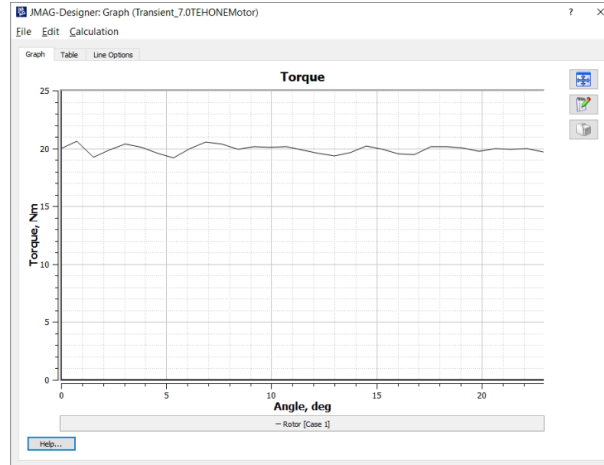 JMAG-Designer: Graph (Transient_7.0TEHONEMotor) ? ×
File Edit Calculation
Graph Table Line Options
Torque
25
20
15
10
5
0
Torque, Nm
0 5 10 15 20
Angle, deg
Rotor [Case 1]
Help...